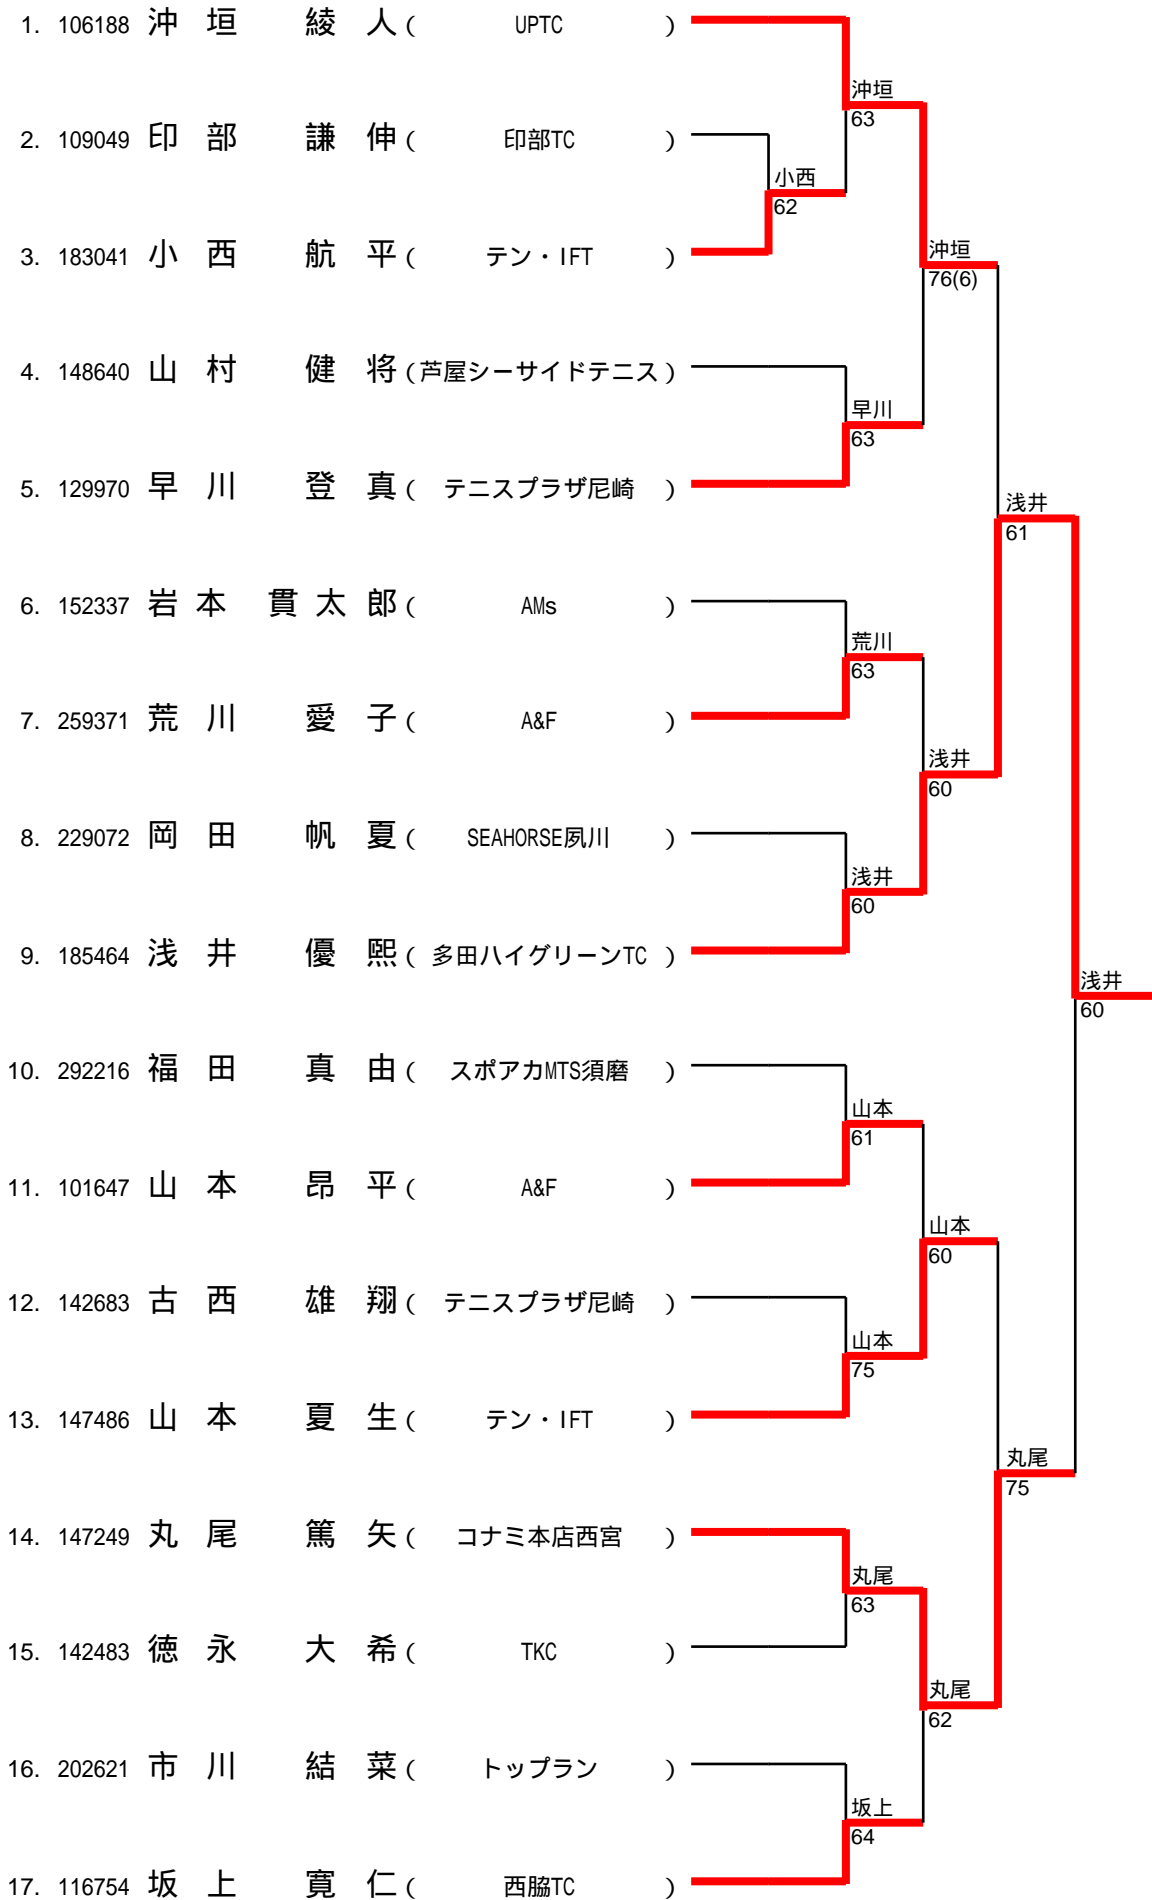 1. 106188 沖垣 綾人 ( UPTC )
沖垣
63
2. 109049 印部 謙伸 ( 印部TC )
小西
62
3. 183041 小西 航平 ( テン・IFT )
沖垣
76(6)
4. 148640 山村 健将 (芦屋シーサイドテニス)
早川
63
5. 129970 早川 登真 ( テニスプラザ尼崎 )
浅井
61
6. 152337 岩本 貫太郎 ( AMs )
荒川
63
7. 259371 荒川 愛子 ( A&F )
浅井
60
8. 229072 岡田 帆夏 ( SEAHORSE夙川 )
浅井
60
9. 185464 浅井 優熙 ( 多田ハイグリーンTC )
浅井
60
10. 292216 福田 真由 ( スポアカMTS須磨 )
山本
61
11. 101647 山本 昂平 ( A&F )
山本
60
12. 142683 古西 雄翔 ( テニスプラザ尼崎 )
山本
75
13. 147486 山本 夏生 ( テン・IFT )
丸尾
75
14. 147249 丸尾 篤矢 ( コナミ本店西宮 )
丸尾
63
15. 142483 徳永 大希 ( TKC )
丸尾
62
16. 202621 市川 結菜 ( トップラン )
坂上
64
17. 116754 坂上 寛仁 ( 西脇TC )